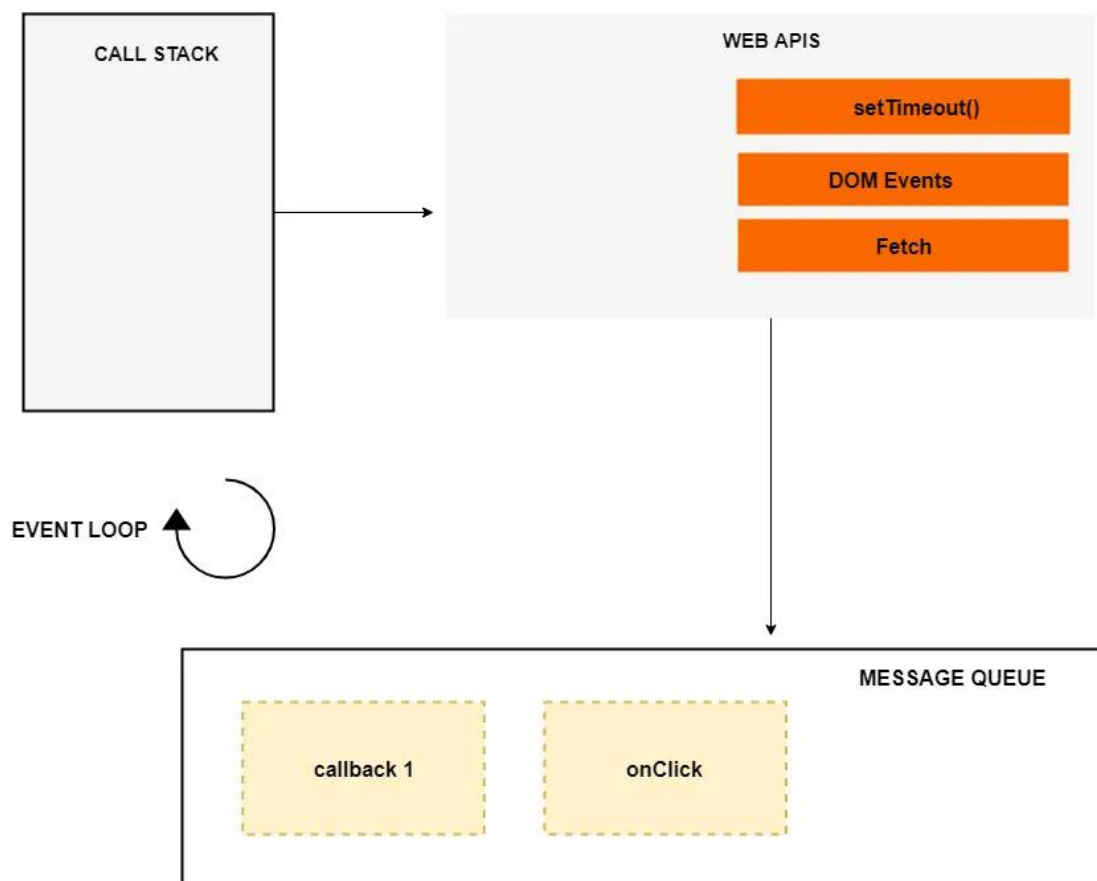 CALL STACK
WEB APIS
setTimeout()
DOM Events
Fetch
EVENT LOOP
MESSAGE QUEUE
callback 1
onClick